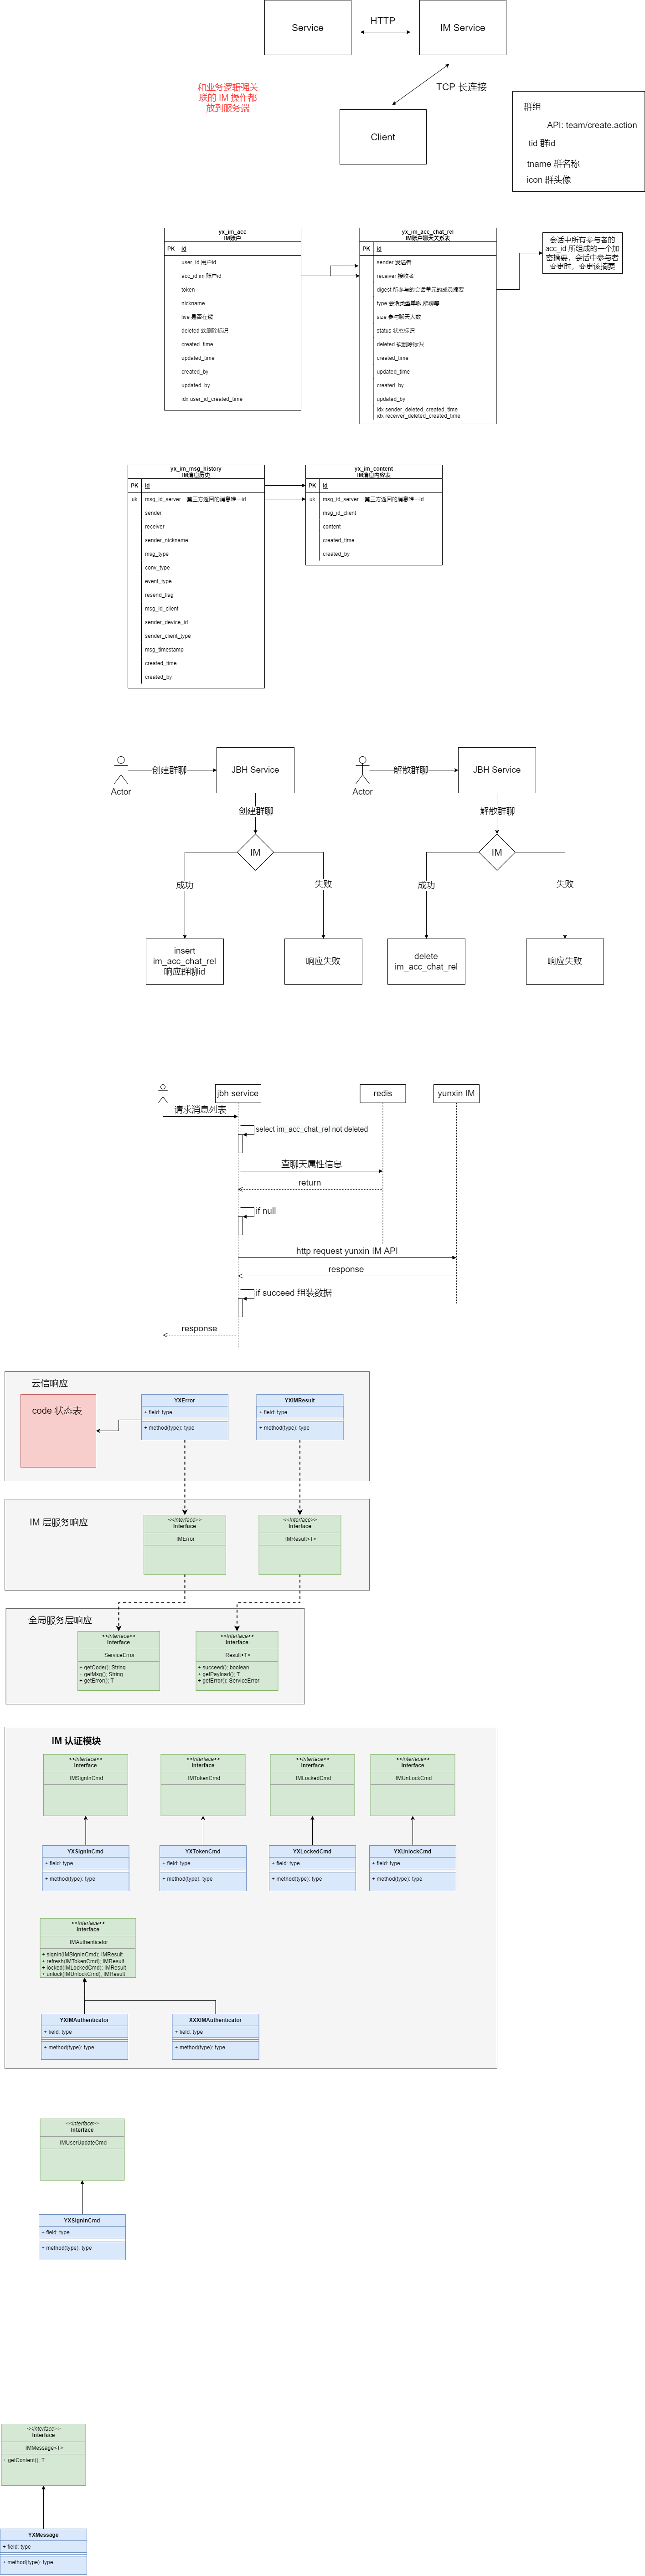 Service
HTTP
IM Service
和业务逻辑强关
联的 IM 操作都
放到服务端
TCP 长连接
Client
群组
API: team/create.action
tid 群id
tname 群名称
icon 群头像
yx_im_acc
IM账户
PK
id
user_id 用户id
acc_id im 账户id
token
nickname
live 是否在线
deleted 软删除标识
created_time
updated_time
created_by
updated_by
idx user_id_created_time
yx_im_acc_chat_rel
IM账户聊天关系表
PK
id
sender 发送者
receiver 接收者
digest 所参与的会话单元的成员摘要
type 会话类型单聊 群聊等
size 参与聊天人数
status 状态标识
deleted 软删除标识
created_time
updated_time
created_by
updated_by
idx sender_deleted_created_time
idx receiver_deleted_created_time
会话中所有参与者的
acc_id 所组成的一个加
密摘要，会话中参与者
变更时，变更该摘要
yx_im_msg_history
IM消息历史
PK
id
uk
msg_id_server 第三方返回的消息唯一id
sender
receiver
sender_nickname
msg_type
conv_type
event_type
resend_flag
msg_id_client
sender_device_id
sender_client_type
msg_timestamp
created_time
created_by
yx_im_content
IM消息内容表
PK
id
uk
msg_id_server 第三方返回的消息唯一id
msg_id_client
content
created_time
created_by
Actor
创建群聊
JBH Service
创建群聊
IM
成功
失败
insert
im_acc_chat_rel
响应群聊id
响应失败
Actor
解散群聊
JBH Service
解散群聊
IM
成功
失败
delete
im_acc_chat_rel
响应失败
jbh service
redis
yunxin IM
请求消息列表
select im_acc_chat_rel not deleted
查聊天属性信息
return
if null
http request yunxin IM API
response
if succeed 组装数据
response
云信响应
code 状态表
YXError
+ field: type
+ method(type): type
YXIMResult
+ field: type
+ method(type): type
IM 层服务响应
<<Interface>>
Interface
IMError
<<Interface>>
Interface
IMResult<T>
全局服务层响应
<<Interface>>
Interface
ServiceError
+ getCode(); String
+ getMsg(); String
+ getError(); T
<<Interface>>
Interface
Result<T>
+ succeed(); boolean
+ getPayload(); T
+ getError(); ServiceError
IM 认证模块
<<Interface>>
Interface
IMSignInCmd
<<Interface>>
Interface
IMTokenCmd
<<Interface>>
Interface
IMLockedCmd
<<Interface>>
Interface
IMUnLockCmd
YXSigninCmd
+ field: type
+ method(type): type
YXTokenCmd
+ field: type
+ method(type): type
YXLockedCmd
+ field: type
+ method(type): type
YXUnlockCmd
+ field: type
+ method(type): type
<<Interface>>
Interface
IMAuthenticator
+ signIn(IMSignInCmd); IMResult
+ refresh(IMTokenCmd); IMResult
+ locked(IMLockedCmd); IMResult
+ unlock(IMUnlockCmd); IMResult
YXIMAuthenticator
+ field: type
+ method(type): type
XXXIMAuthenticator
+ field: type
+ method(type): type
<<Interface>>
Interface
IMUserUpdateCmd
YXSigninCmd
+ field: type
+ method(type): type
<<Interface>>
Interface
IMMessage<T>
+ getContent(); T
YXMessage
+ field: type
+ method(type): type